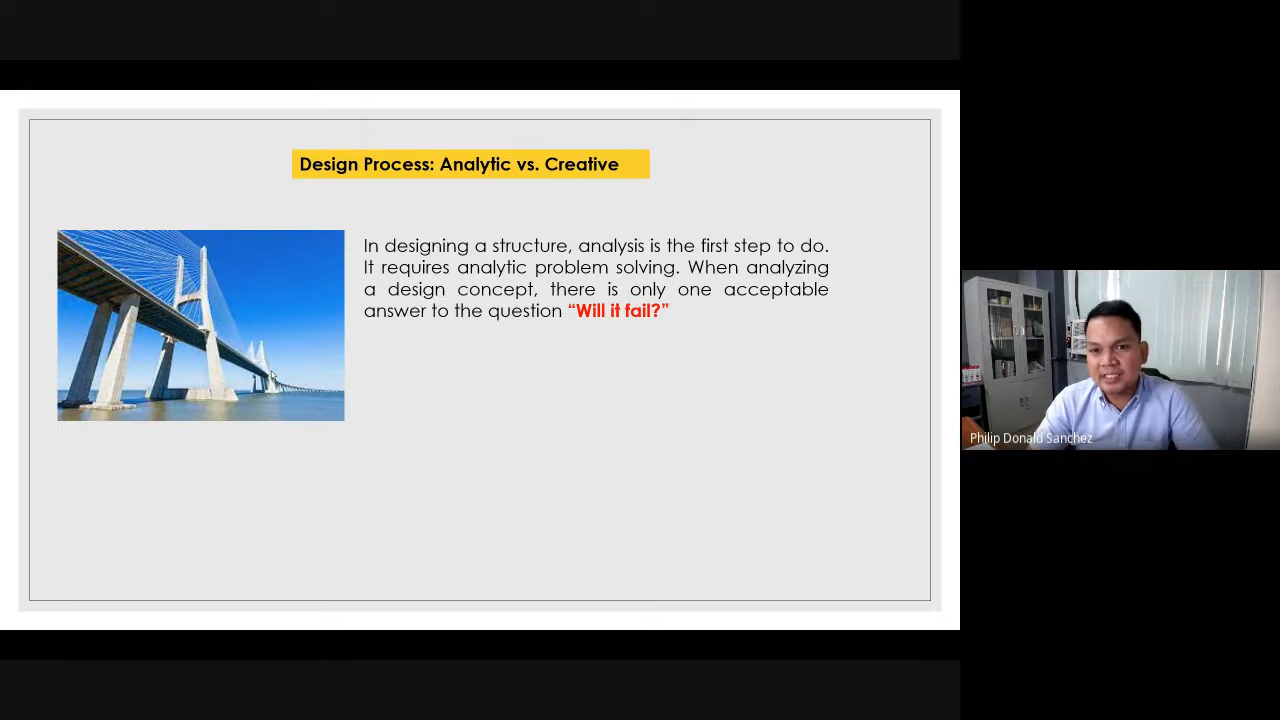 Design Process: Analytic vs. Creative
In designing a structure, analysis is the first step to do.
It requires analytic problem solving. When analyzing
a design concept, there is only one acceptable
answer to the question “Will it fail?”
Philip Donald Sanchez